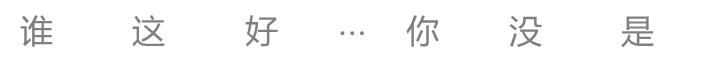 谁 这 好 … 你 没 是